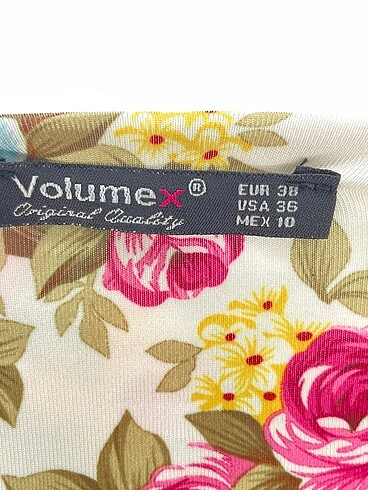 Volumex®
Original Quality
EUR 38
USA 36
MEX 10